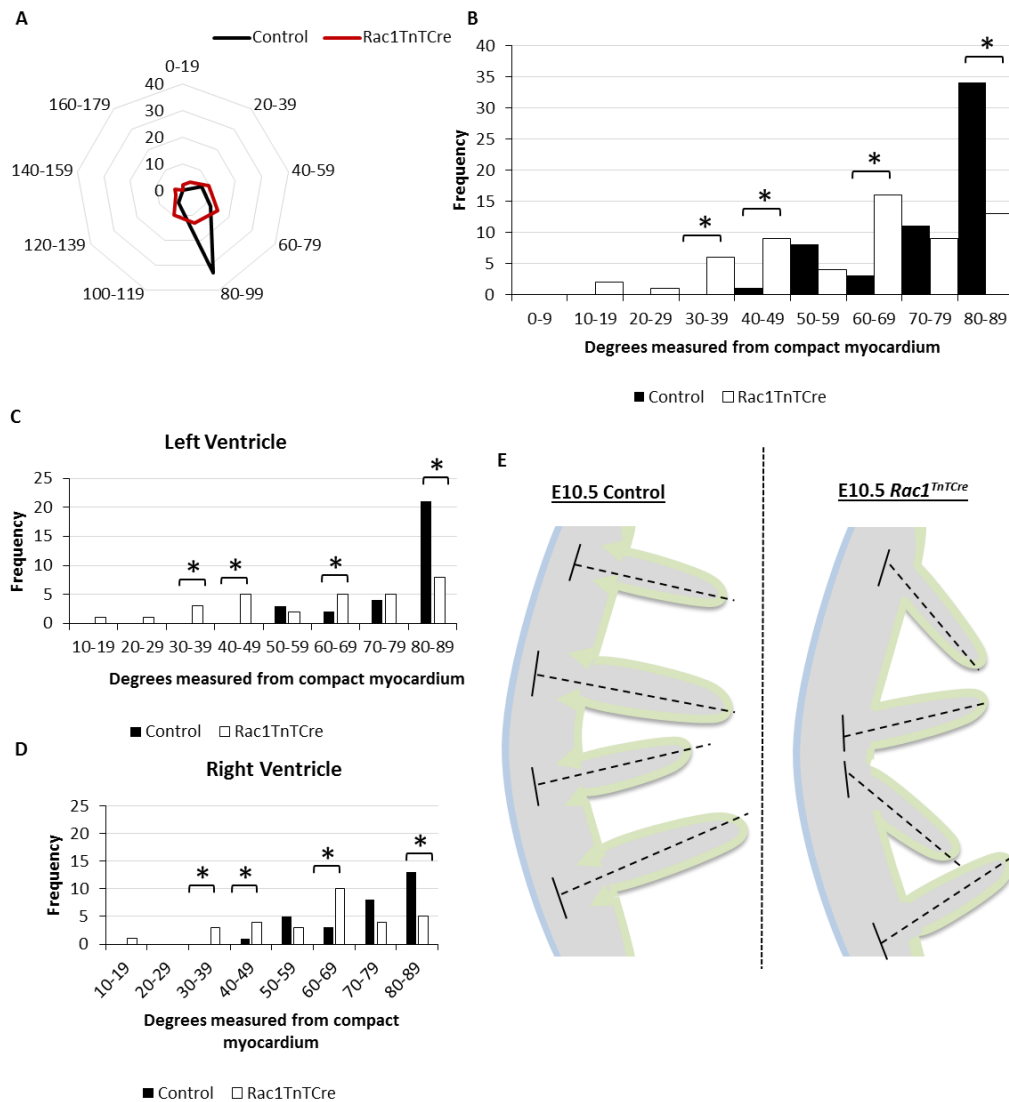 A
Control Rac1TnTCre
0-19
40
160-179
20-39
30
20
140-159
40-59
10
0
120-139
60-79
100-119
80-99
B
40
35
30
25
20
15
10
5
0
Frequency
* * * *
0-9 10-19 20-29 30-39 40-49 50-59 60-69 70-79 80-89
Degrees measured from compact myocardium
Control Rac1TnTCre
C
Left Ventricle
25
20
15
10
5
0
Frequency
* * * *
10-19 20-29 30-39 40-49 50-59 60-69 70-79 80-89
Degrees measured from compact myocardium
Control Rac1TnTCre
D
Right Ventricle
25
20
15
10
5
0
Frequency
* * * *
10-19 20-29 30-39 40-49 50-59 60-69 70-79 80-89
Degrees measured from compact
myocardium
Control Rac1TnTCre
E
E10.5 Control
E10.5 Rac1TnTCre